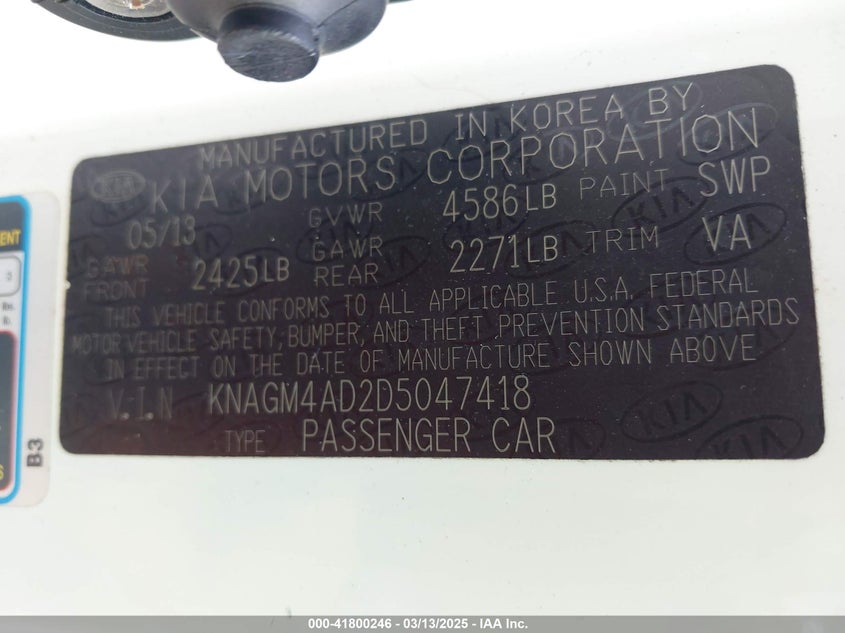 MANUFACTURED IN KOREA BY
KIA KIA MOTORS CORPORATION
05/13 GVWR 4586LB PAINT SWP
GAWR FRONT 2425LB GAWR REAR 2271LB TRIM VA
THIS VEHICLE CONFORMS TO ALL APPLICABLE U.S.A. FEDERAL
MOTOR VEHICLE SAFETY, BUMPER, AND THEFT PREVENTION STANDARDS
IN EFFECT ON THE DATE OF MANUFACTURE SHOWN ABOVE
V.I.N KNAGM4AD2D5047418
TYPE PASSENGER CAR
B3
000-41800246 - 03/13/2025 - IAA Inc.